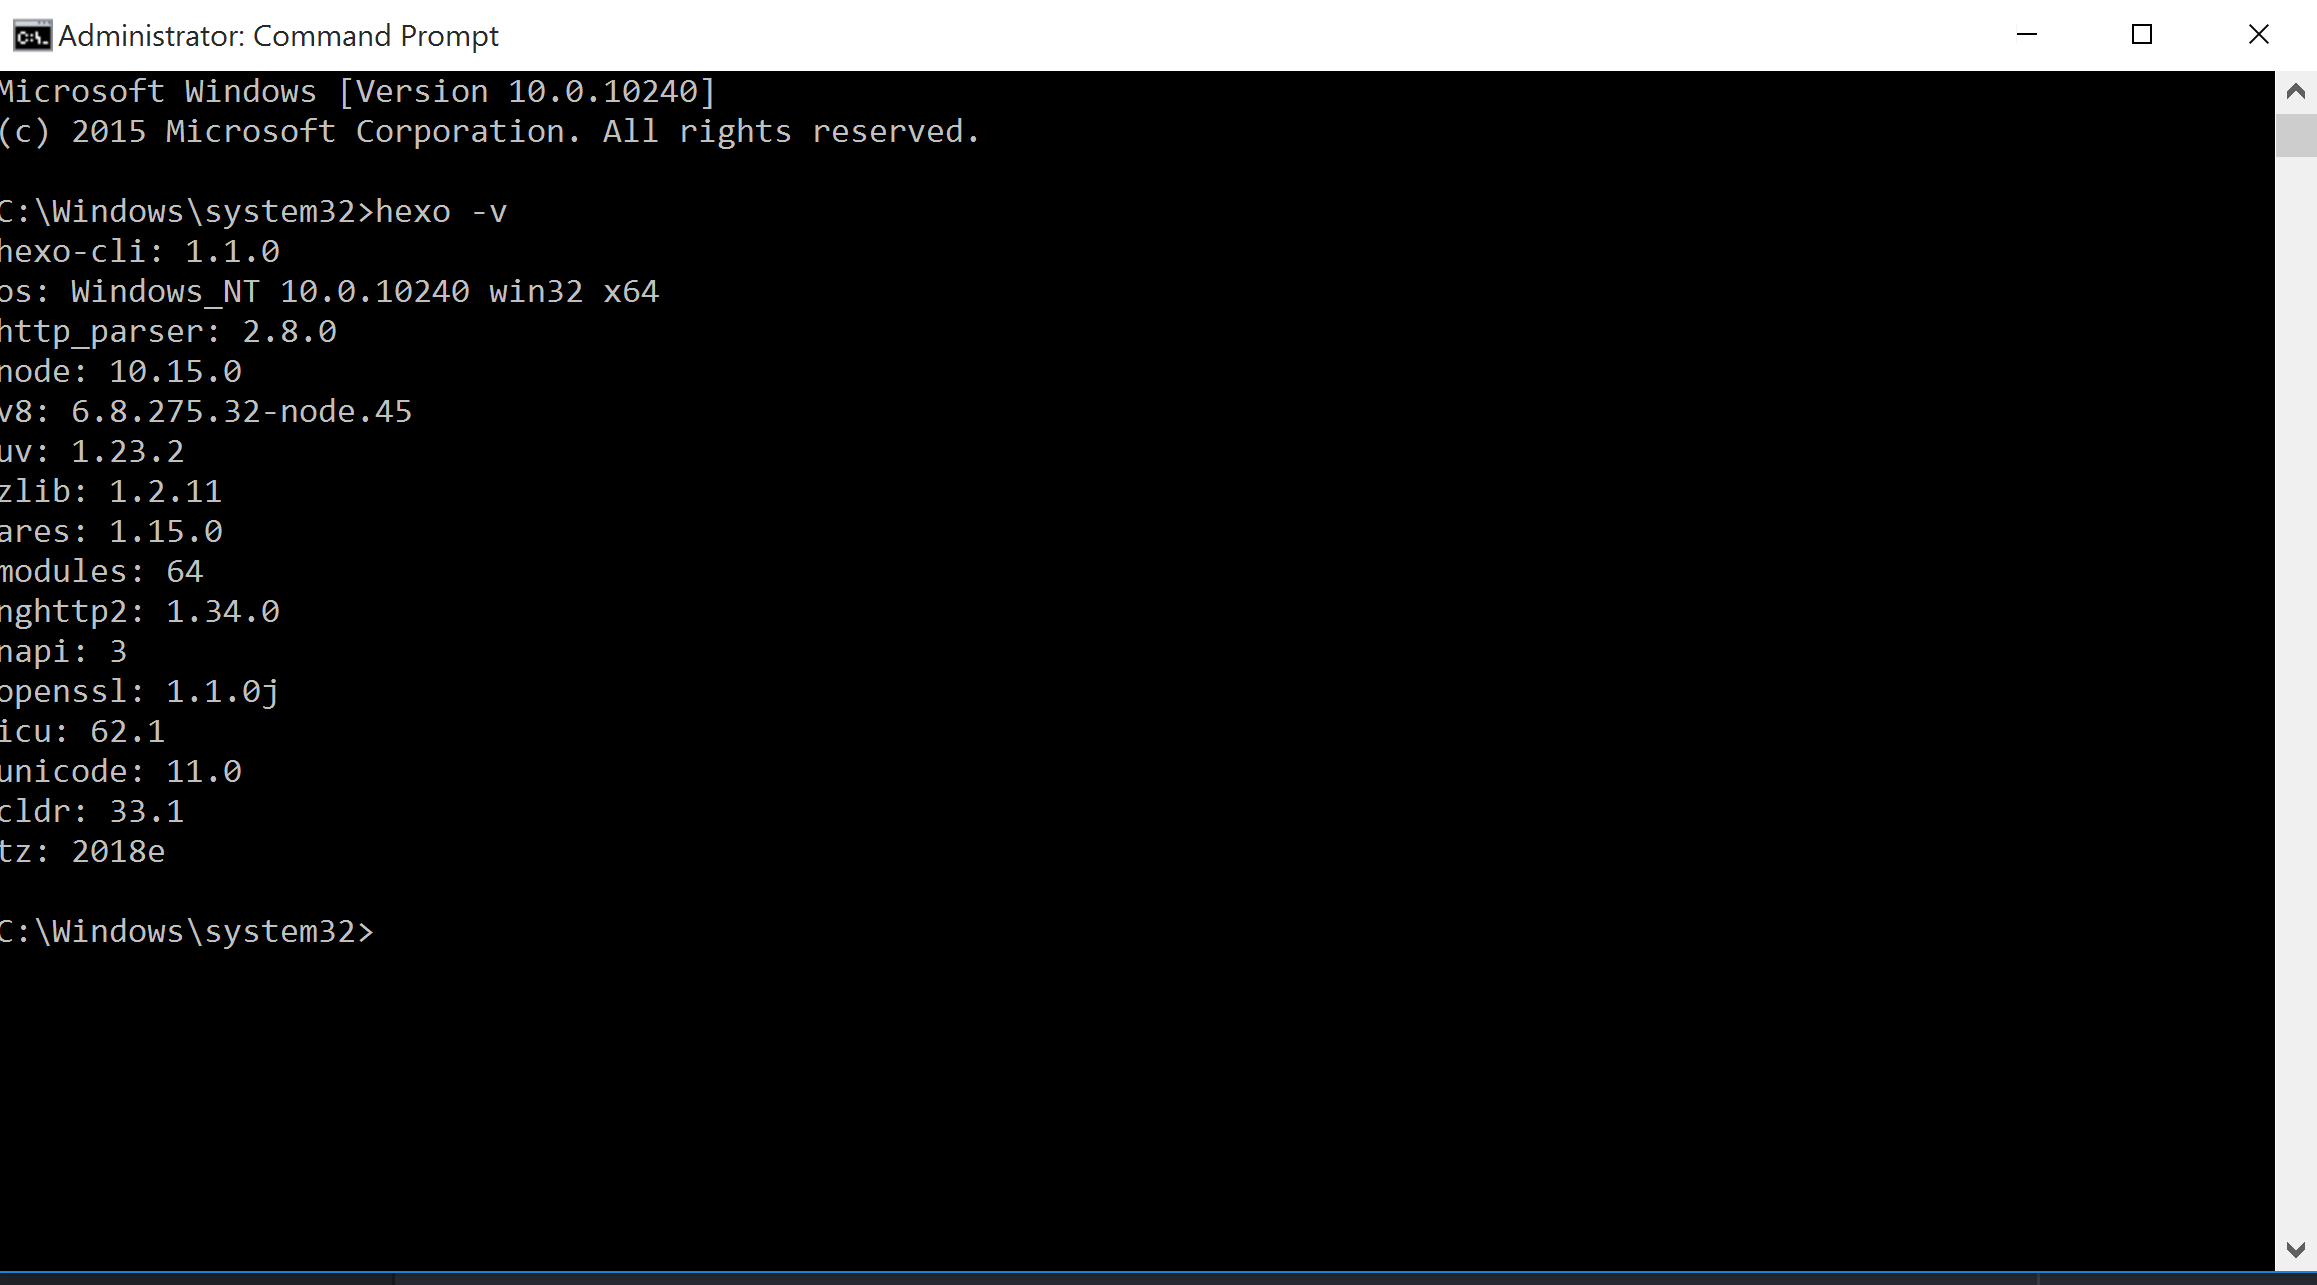 Administrator: Command Prompt
Microsoft Windows [Version 10.0.10240]
(c) 2015 Microsoft Corporation. All rights reserved.
C:\Windows\system32>hexo -v
hexo-cli: 1.1.0
os: Windows_NT 10.0.10240 win32 x64
http_parser: 2.8.0
node: 10.15.0
v8: 6.8.275.32-node.45
uv: 1.23.2
zlib: 1.2.11
ares: 1.15.0
modules: 64
nghttp2: 1.34.0
napi: 3
openssl: 1.1.0j
icu: 62.1
unicode: 11.0
cldr: 33.1
tz: 2018e
C:\Windows\system32>